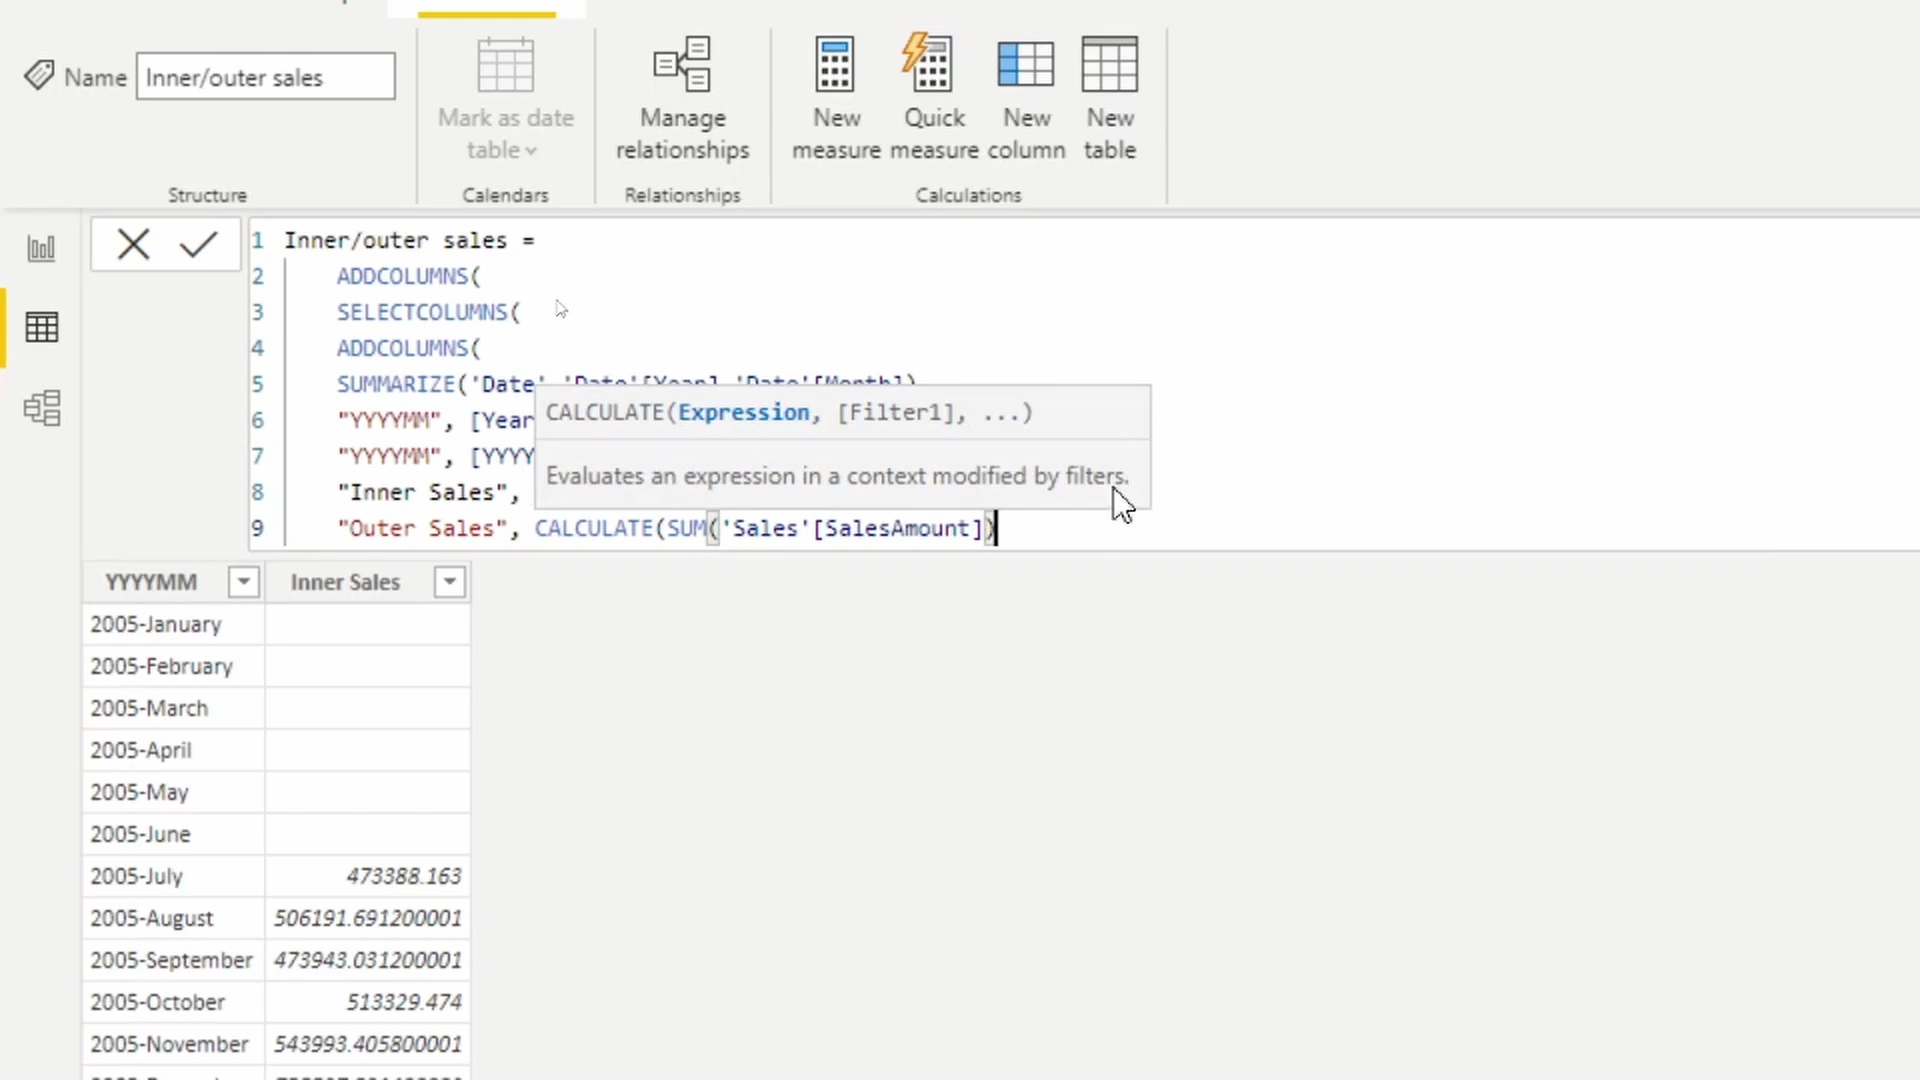 Name Inner/outer sales
Mark as date table
Manage relationships
New measure
Quick measure
New column
New table
Structure
Calendars
Relationships
Calculations
1 Inner/outer sales =
2 ADDCOLUMNS(
3 SELECTCOLUMNS(
4 ADDCOLUMNS(
5 SUMMARIZE('Date', 'Date'[Year], 'Date'[Month])
6 "YYYYMM", [Year
CALCULATE(Expression, [Filter1], ...)
7 "YYYYMM", [YYYY
Evaluates an expression in a context modified by filters.
8 "Inner Sales",
9 "Outer Sales", CALCULATE(SUM('Sales'[SalesAmount])
YYYYMM Inner Sales
2005-January
2005-February
2005-March
2005-April
2005-May
2005-June
2005-July 473388.163
2005-August 506191.691200001
2005-September 473943.031200001
2005-October 513329.474
2005-November 543993.405800001